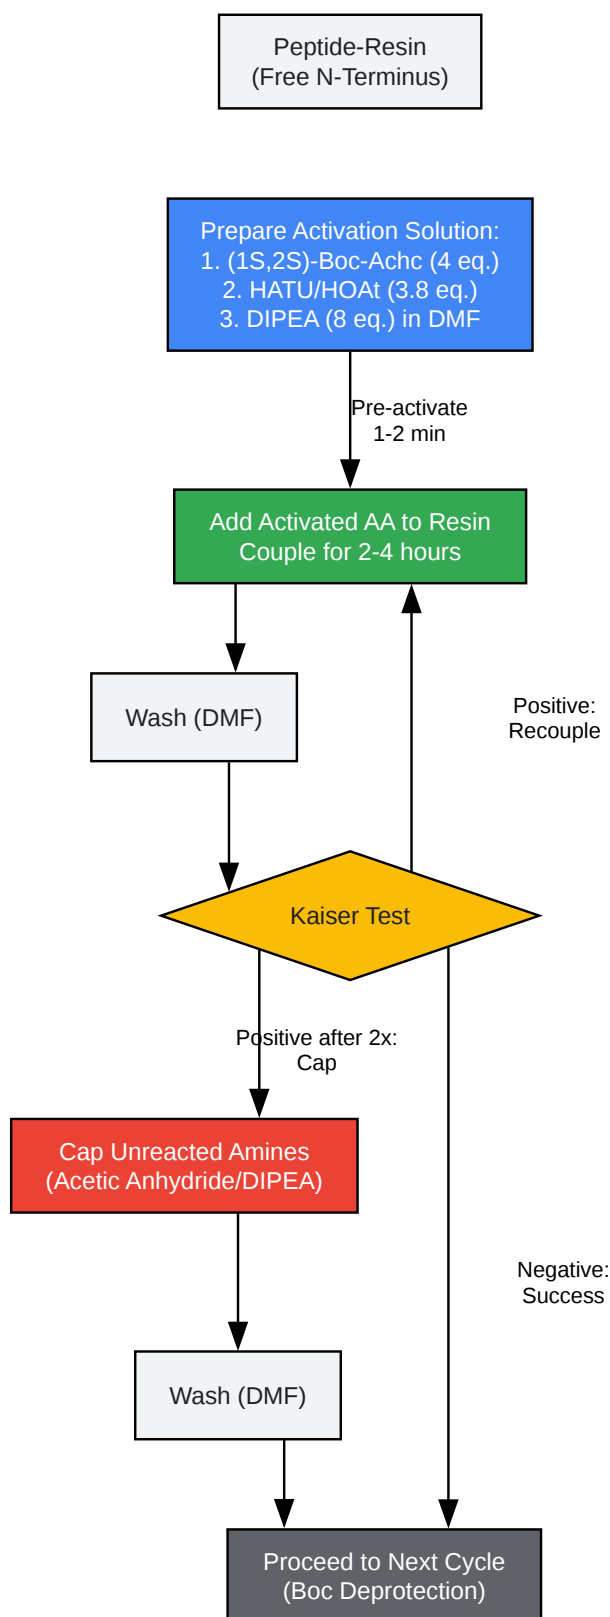 Peptide-Resin
(Free N-Terminus)
Prepare Activation Solution:
1. (1S,2S)-Boc-Achc (4 eq.)
2. HATU/HOAt (3.8 eq.)
3. DIPEA (8 eq.) in DMF
Pre-activate
1-2 min
Add Activated AA to Resin
Couple for 2-4 hours
Wash (DMF)
Positive:
Recouple
Kaiser Test
Positive after 2x:
Cap
Cap Unreacted Amines
(Acetic Anhydride/DIPEA)
Negative:
Success
Wash (DMF)
Proceed to Next Cycle
(Boc Deprotection)